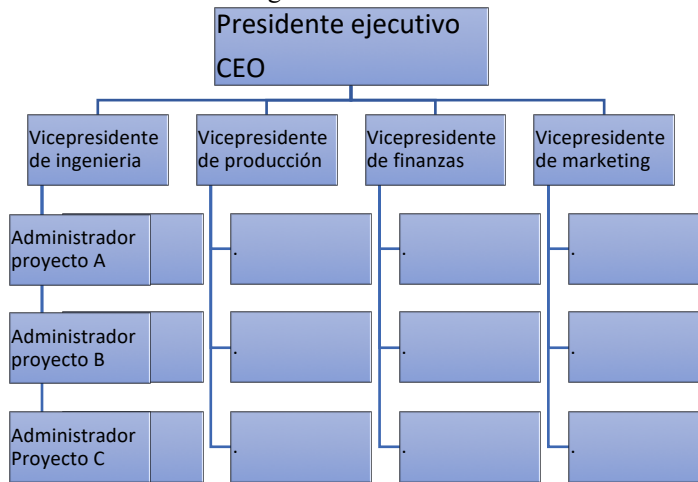 Presidente ejecutivo
CEO
Vicepresidente
de ingenieria
Vicepresidente
de producción
Vicepresidente
de finanzas
Vicepresidente
de marketing
Administrador
proyecto A
.
.
.
Administrador
proyecto B
.
.
.
Administrador
Proyecto C
.
.
.